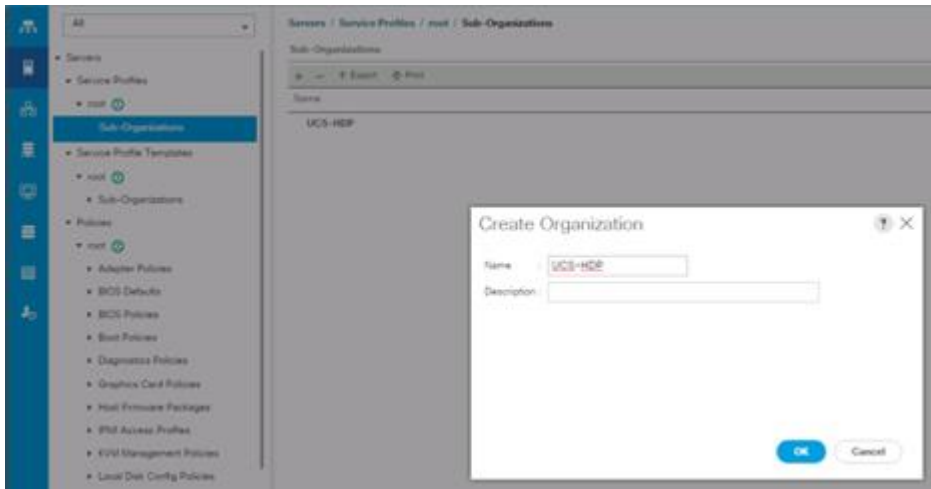 All
Servers / Service Profiles / root / Sub-Organizations
Sub-Organizations
Servers
Service Profiles
root
Sub-Organizations
Service Profile Templates
root
Sub-Organizations
Policies
root
Adapter Policies
BIOS Defaults
BIOS Policies
Boot Policies
Diagnostics Policies
Graphics Card Policies
Host Firmware Packages
IPMI Access Profiles
KVM Management Policies
Local Disk Config Policies
+ − Export Print
Name
UCS-HDP
Create Organization
? ×
Name : UCS-HDP
Description :
OK Cancel